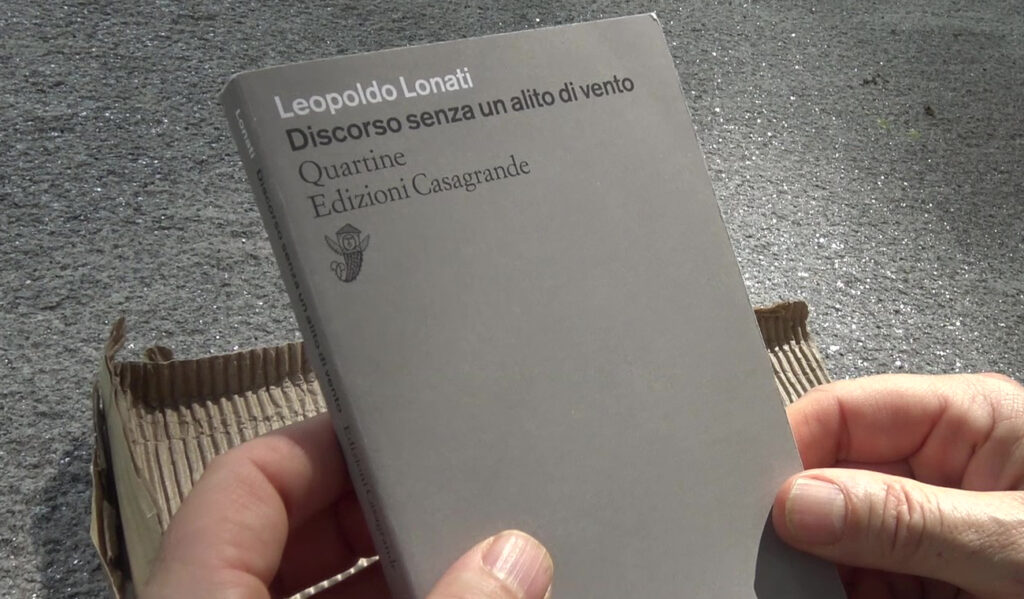 Leopoldo Lonati
Discorso senza un alito di vento
Quartine
Edizioni Casagrande
Lonati Discorso senza un alito di vento Edizioni Casagrande